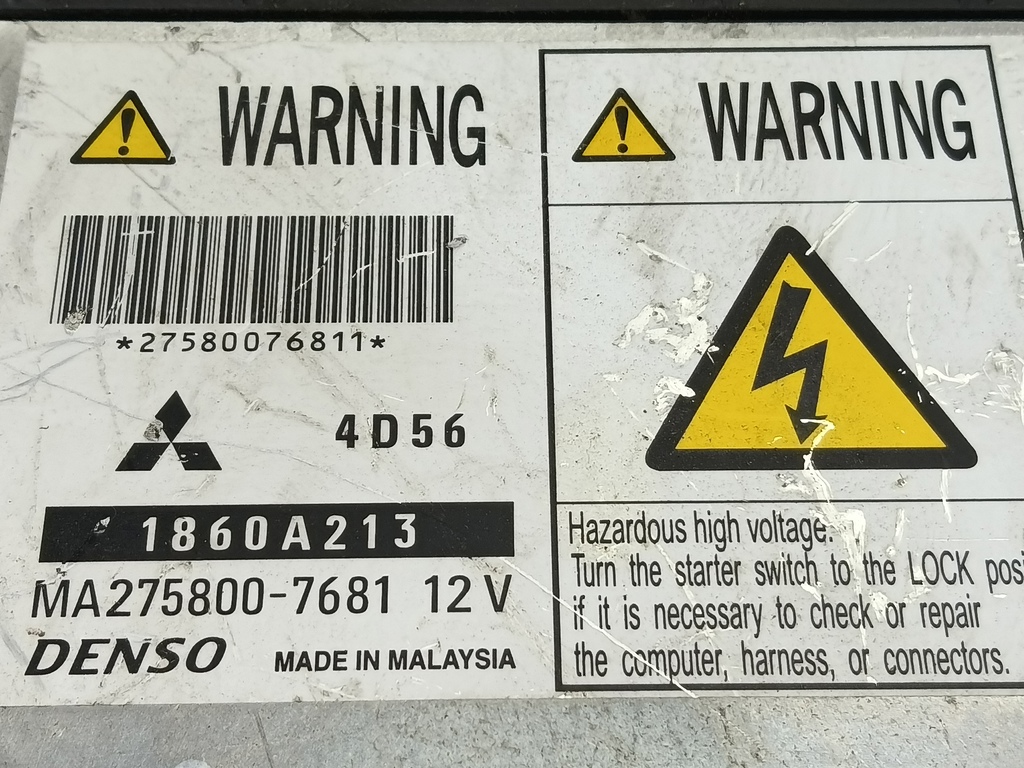 WARNING
*27580076811*
4D56
1860A213
MA275800-7681 12V
DENSO MADE IN MALAYSIA
WARNING
Hazardous high voltage.
Turn the starter switch to the LOCK posi
if it is necessary to check or repair
the computer, harness, or connectors.